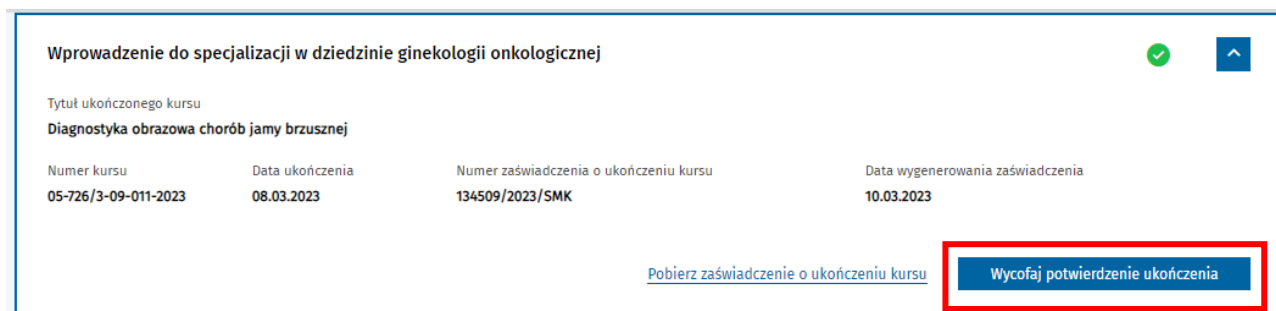 Wprowadzenie do specjalizacji w dziedzinie ginekologii onkologicznej
Tytuł ukończonego kursu
Diagnostyka obrazowa chorób jamy brzusznej
Numer kursu Data ukończenia Numer zaświadczenia o ukończeniu kursu Data wygenerowania zaświadczenia
05-726/3-09-011-2023 08.03.2023 134509/2023/SMK 10.03.2023
Pobierz zaświadczenie o ukończeniu kursu Wycofaj potwierdzenie ukończenia